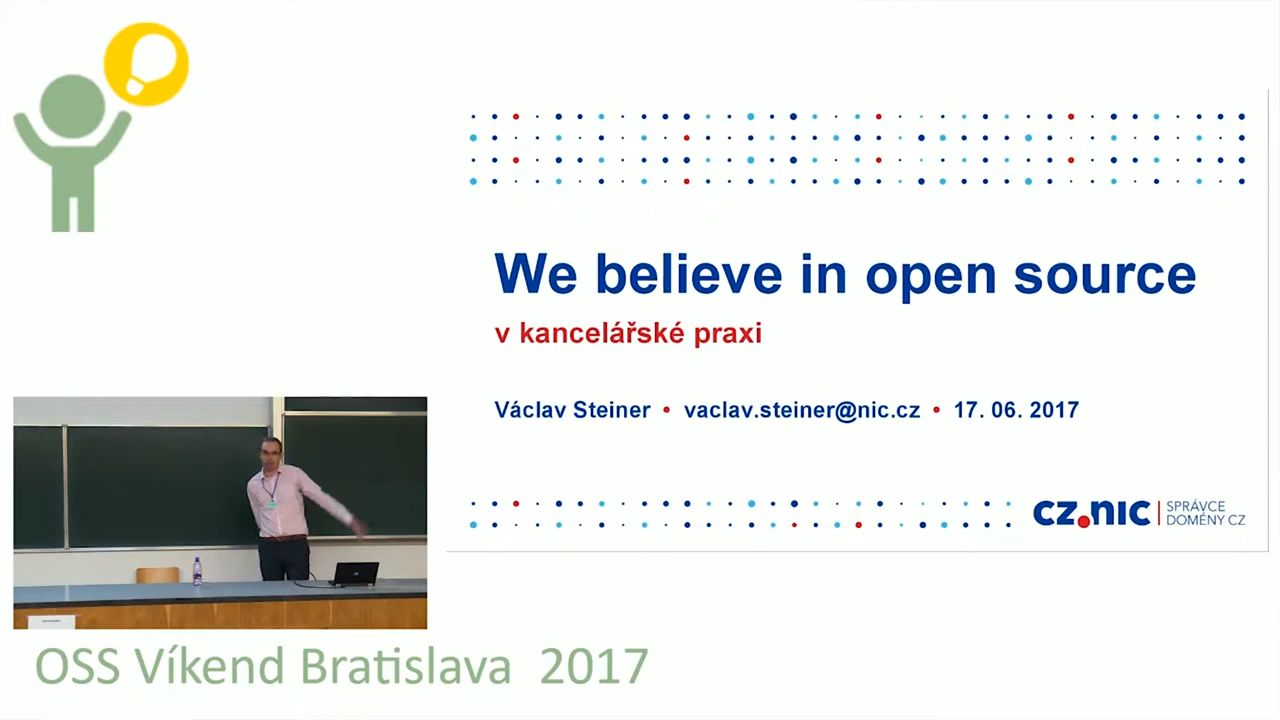 We believe in open source
v kancelářské praxi
Václav Steiner • vaclav.steiner@nic.cz • 17. 06. 2017
cz.nic | SPRÁVCE
DOMÉNY CZ
OSS Víkend Bratislava 2017